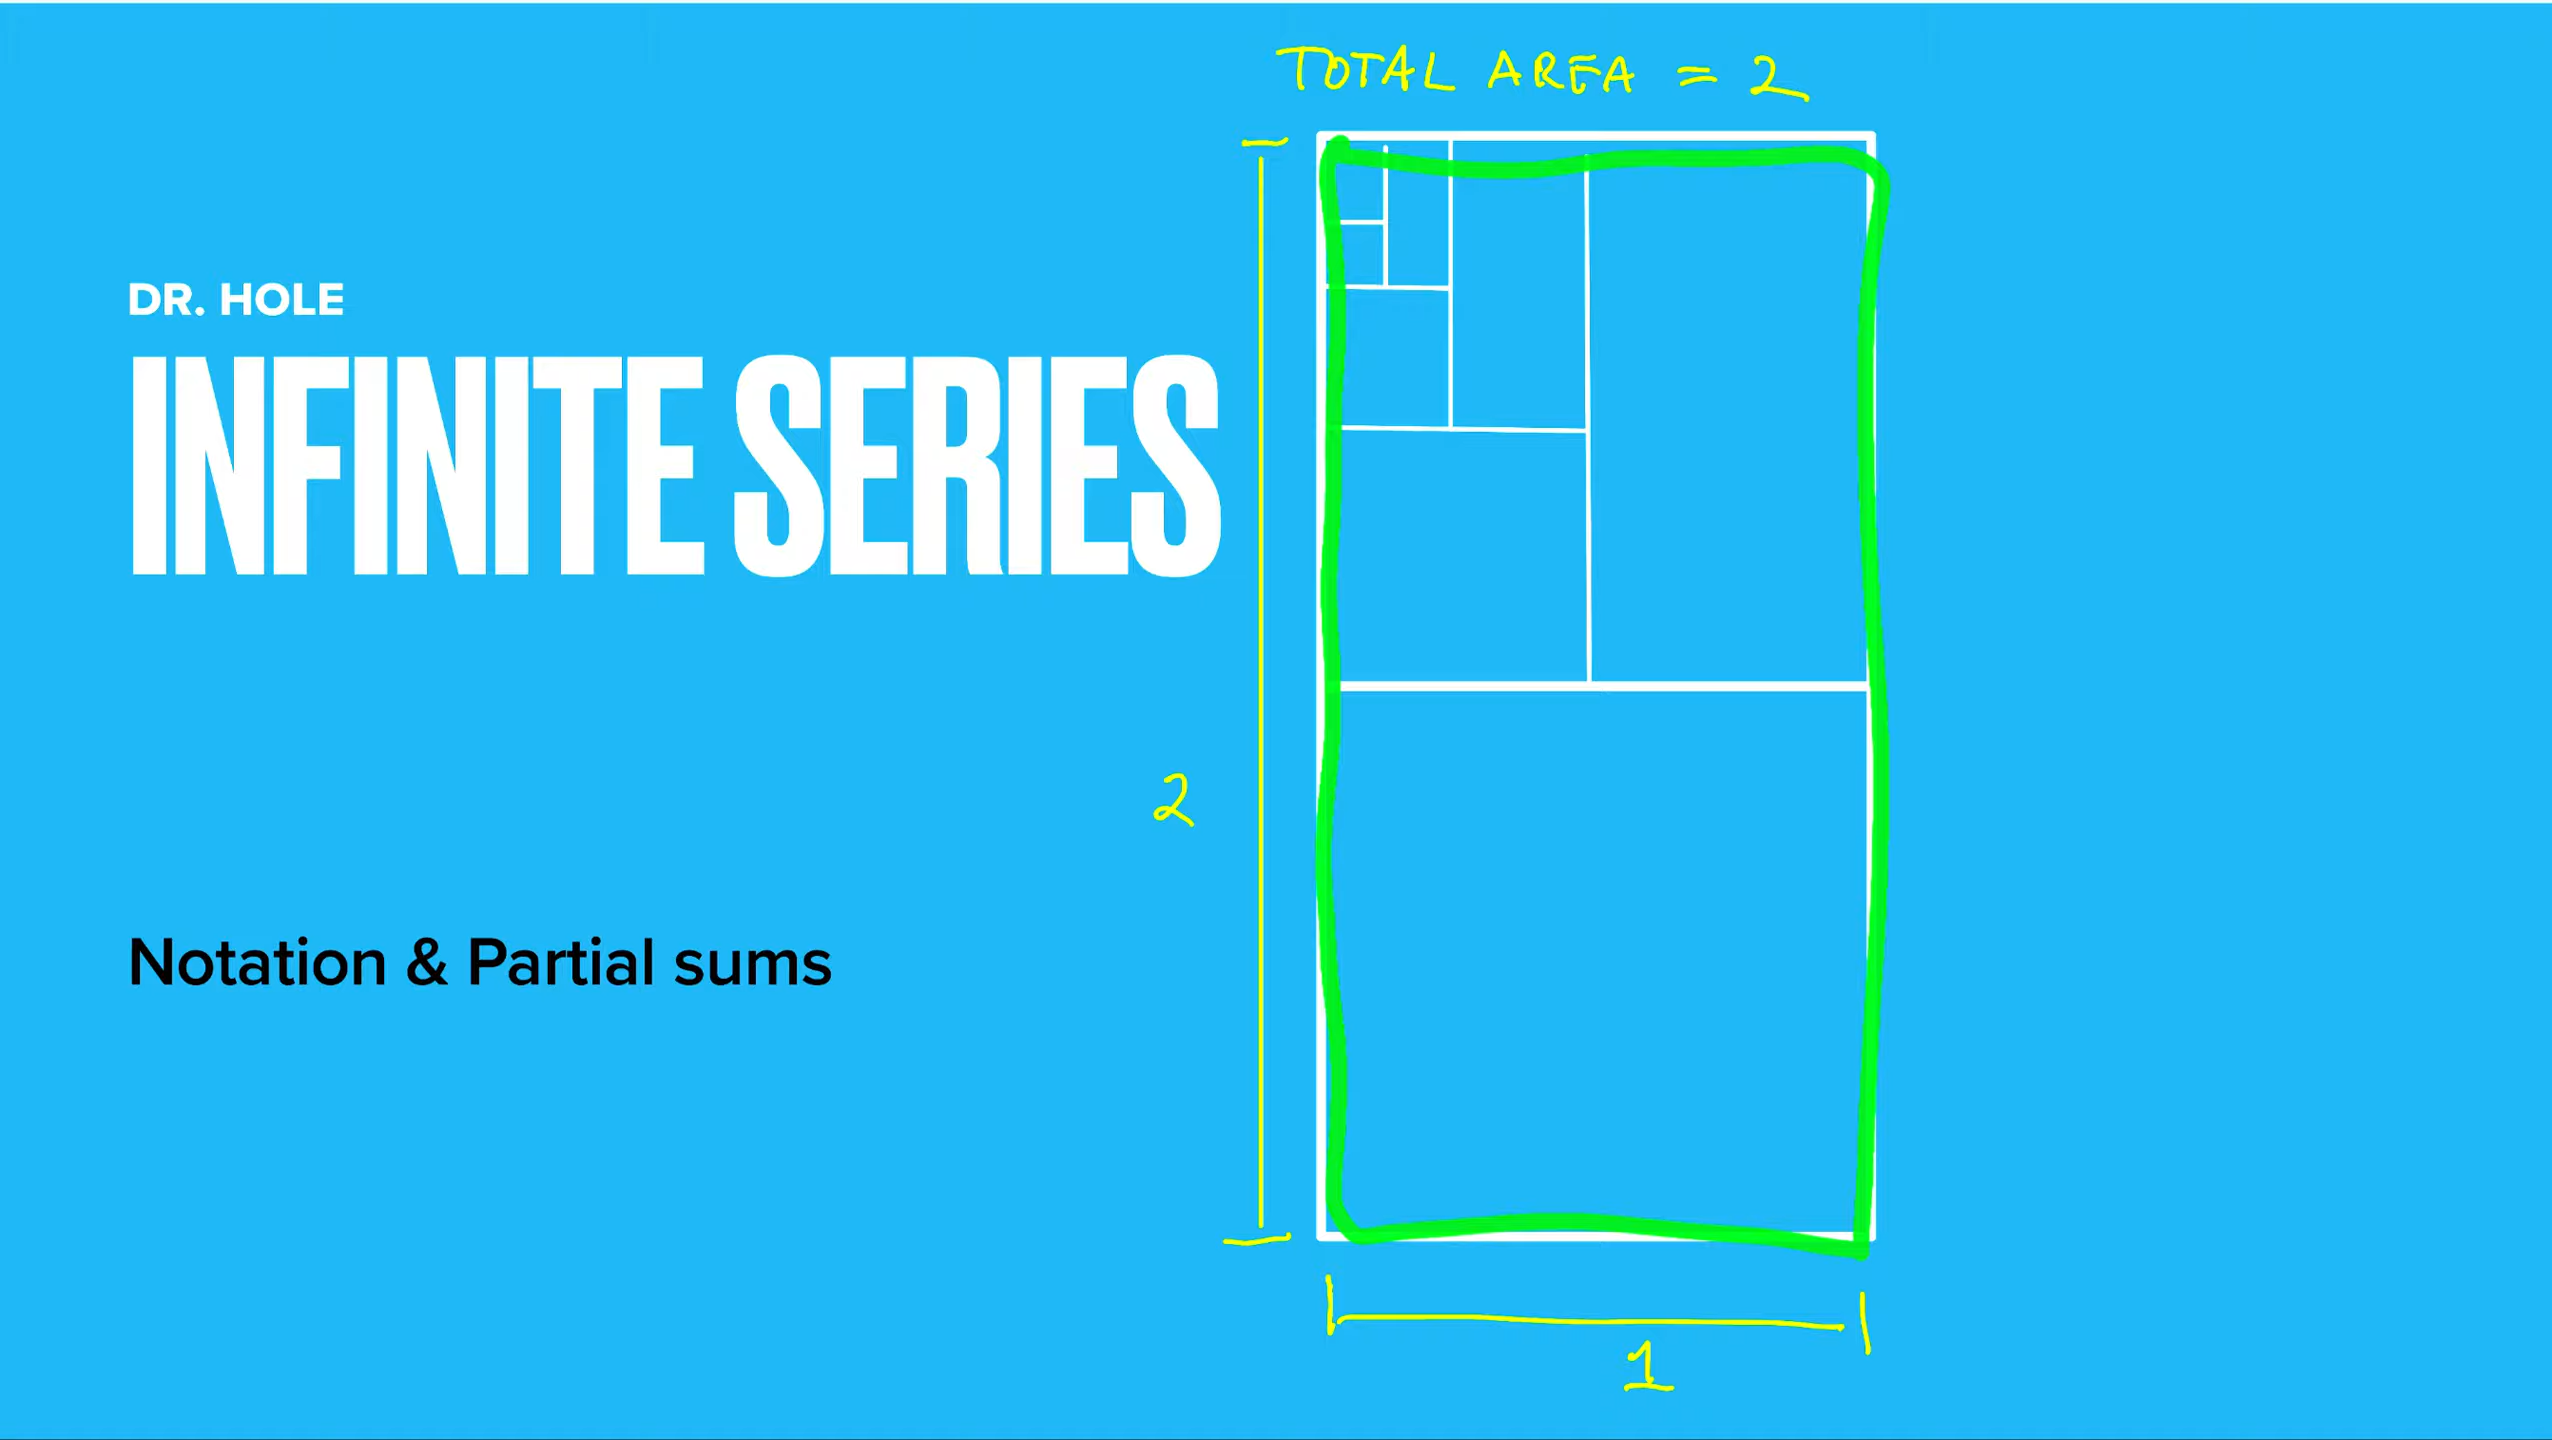 TOTAL AREA = 2
DR. HOLE
INFINITE SERIES
2
Notation & Partial sums
1